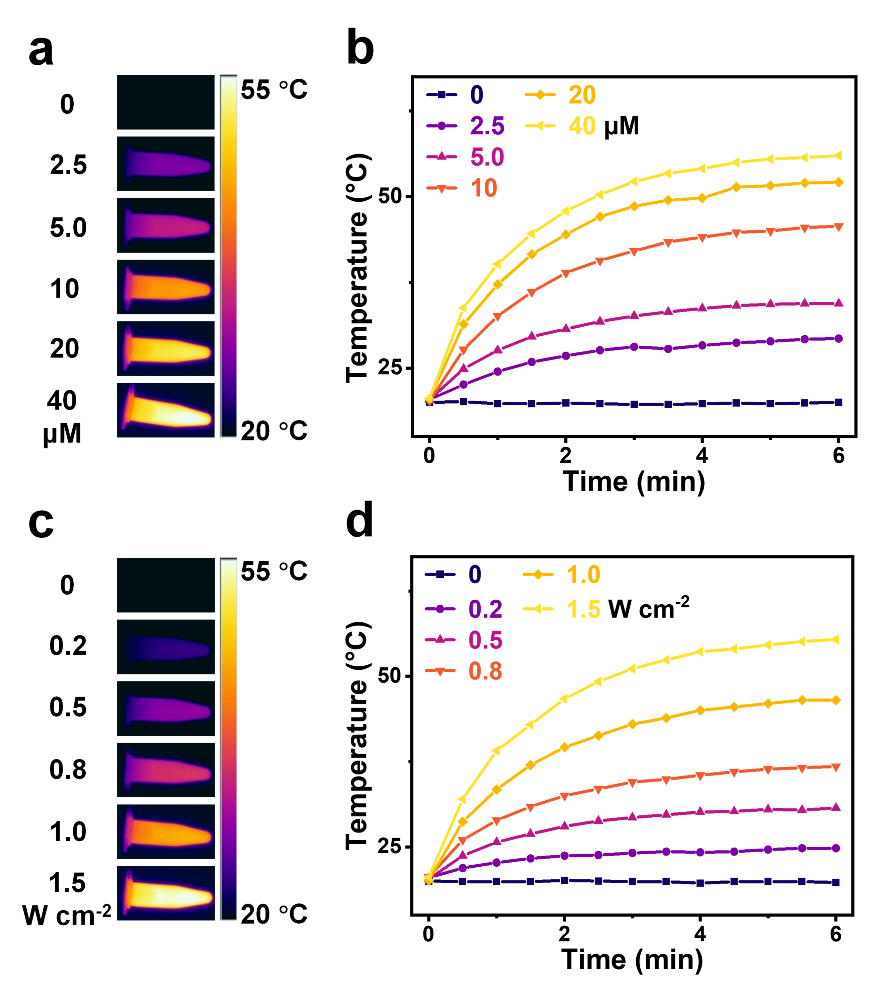 a
0
2.5
5.0
10
20
40
µM
55 °C
20 °C
b
0
2.5
5.0
10
20
40 µM
Temperature (°C)
50
25
0 2 4 6
Time (min)
c
0
0.2
0.5
0.8
1.0
1.5
W cm-2
55 °C
20 °C
d
0
0.2
0.5
0.8
1.0
1.5 W cm-2
Temperature (°C)
50
25
0 2 4 6
Time (min)